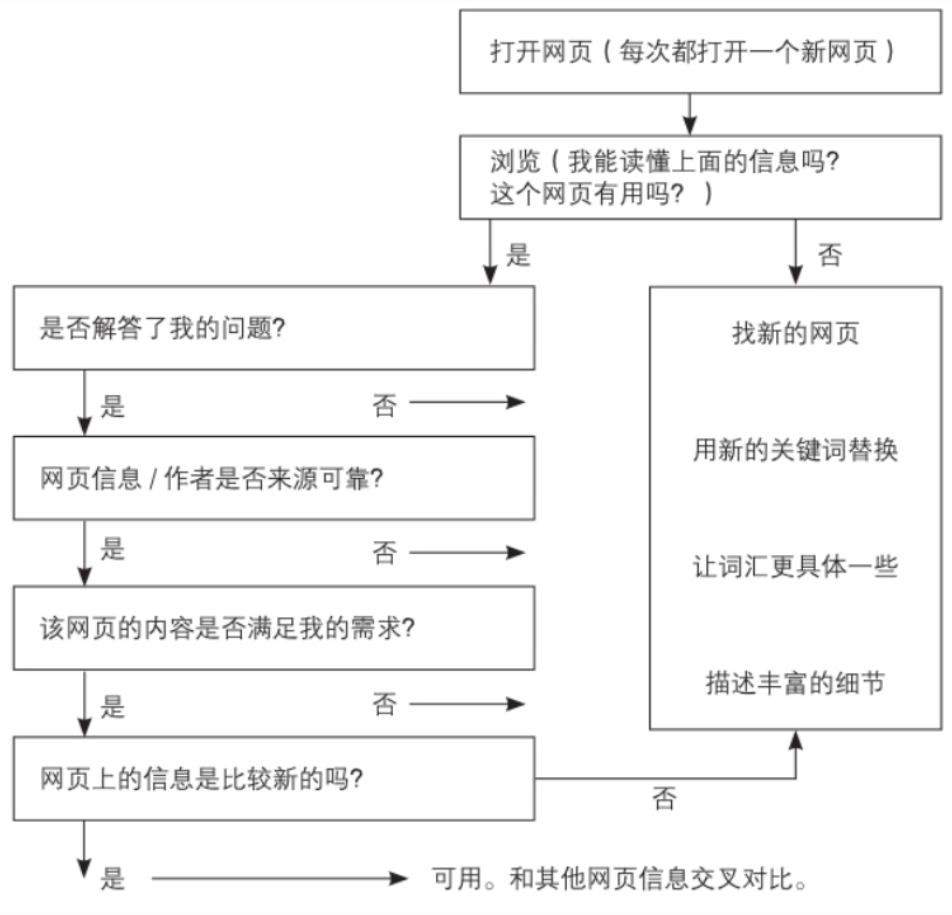 打开网页（每次都打开一个新网页）
浏览（我能读懂上面的信息吗?
这个网页有用吗? ）
是
否
是否解答了我的问题?
找新的网页
是
否
用新的关键词替换
网页信息 / 作者是否来源可靠?
是
否
让词汇更具体一些
该网页的内容是否满足我的需求?
描述丰富的细节
是
否
网页上的信息是比较新的吗?
否
是
可用。和其他网页信息交叉对比。